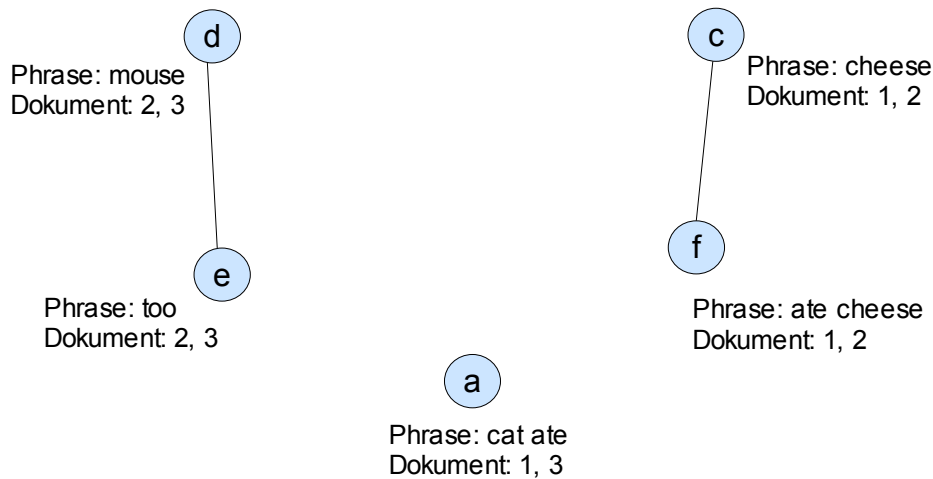 d
Phrase: mouse
Dokument: 2, 3
c
Phrase: cheese
Dokument: 1, 2
e
Phrase: too
Dokument: 2, 3
f
Phrase: ate cheese
Dokument: 1, 2
a
Phrase: cat ate
Dokument: 1, 3